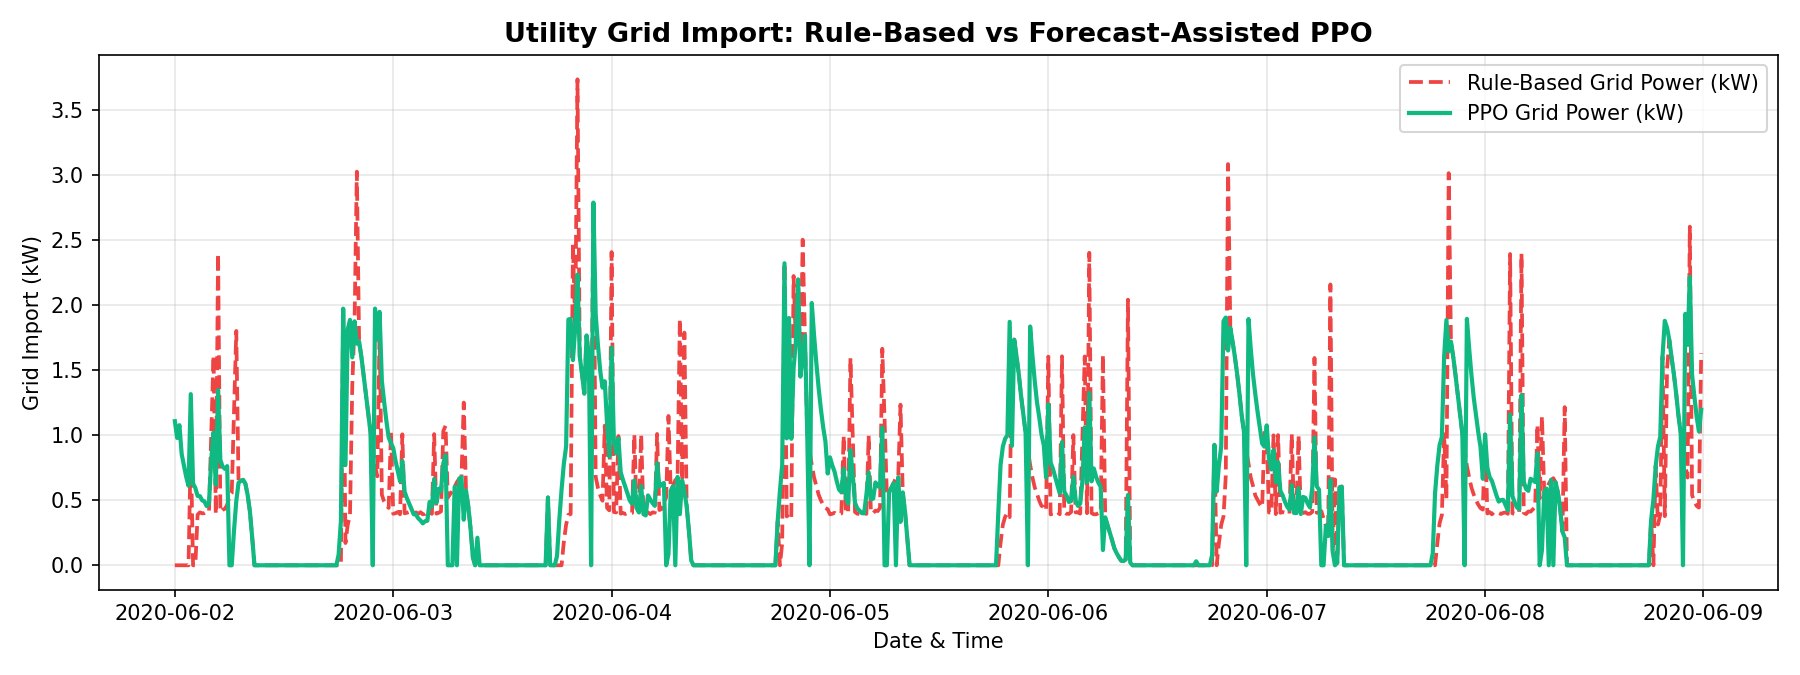 Utility Grid Import: Rule-Based vs Forecast-Assisted PPO
Rule-Based Grid Power (kW)
PPO Grid Power (kW)
Grid Import (kW)
3.5
3.0
2.5
2.0
1.5
1.0
0.5
0.0
2020-06-02 2020-06-03 2020-06-04 2020-06-05 2020-06-06 2020-06-07 2020-06-08 2020-06-09
Date & Time